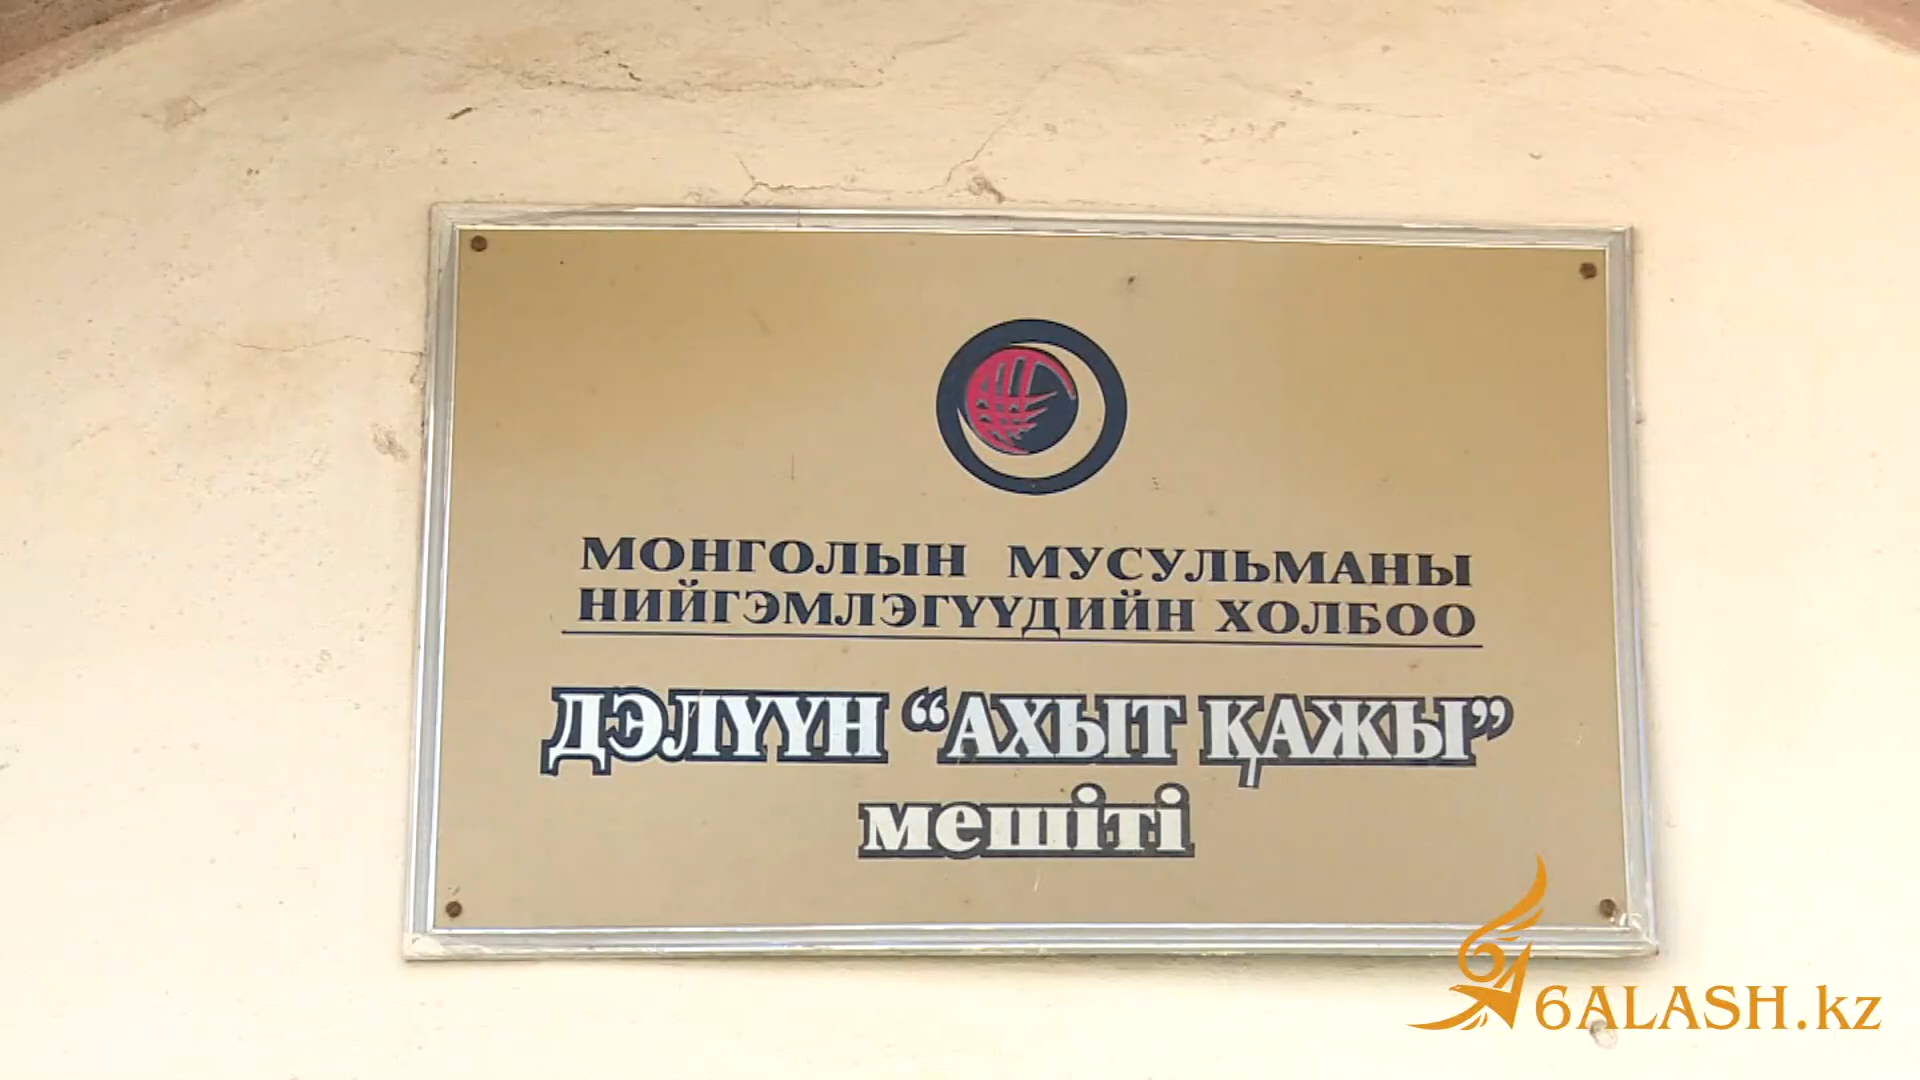 МОНГОЛЫН МУСУЛЬМАНЫ
НИЙГЭМЛЭГҮҮДИЙН ХОЛБОО
ДЭЛҮҮН “АХЫТ ҚАЖЫ”
мешіті
6ALASH.kz